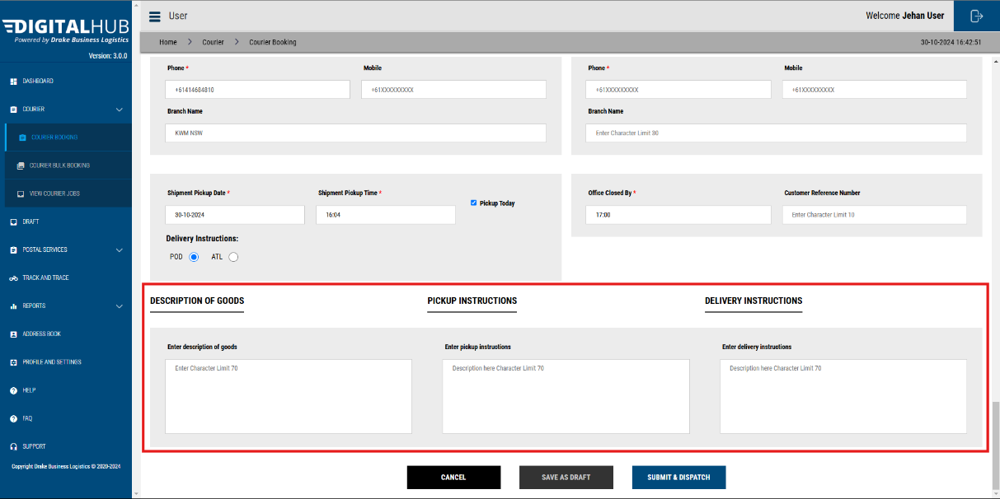 DIGITALHUB
Powered by Drake Business Logistics
Version: 3.0.0
DASHBOARD
COURIER
COURIER BOOKING
COURIER BULK BOOKING
VIEW COURIER JOBS
DRAFT
POSTAL SERVICES
TRACK AND TRACE
REPORTS
ADDRESS BOOK
PROFILE AND SETTINGS
HELP
FAQ
SUPPORT
Copyright Drake Business Logistics © 2020-2024
User
Welcome Jehan User
Home > Courier > Courier Booking
30-10-2024 16:42:51
Phone * Mobile
+61414684810 +61XXXXXXXXX
Branch Name
KWM NSW
Phone * Mobile
+61XXXXXXXXX +61XXXXXXXXX
Branch Name
Enter Character Limit 30
Shipment Pickup Date * Shipment Pickup Time *
Pickup Today
30-10-2024 16:04
Delivery Instructions:
POD ATL
Office Closed By * Customer Reference Number
17:00 Enter Character Limit 10
DESCRIPTION OF GOODS PICKUP INSTRUCTIONS DELIVERY INSTRUCTIONS
Enter description of goods Enter pickup instructions Enter delivery instructions
Enter Character Limit 70 Description here Character Limit 70 Description here Character Limit 70
CANCEL SAVE AS DRAFT SUBMIT & DISPATCH